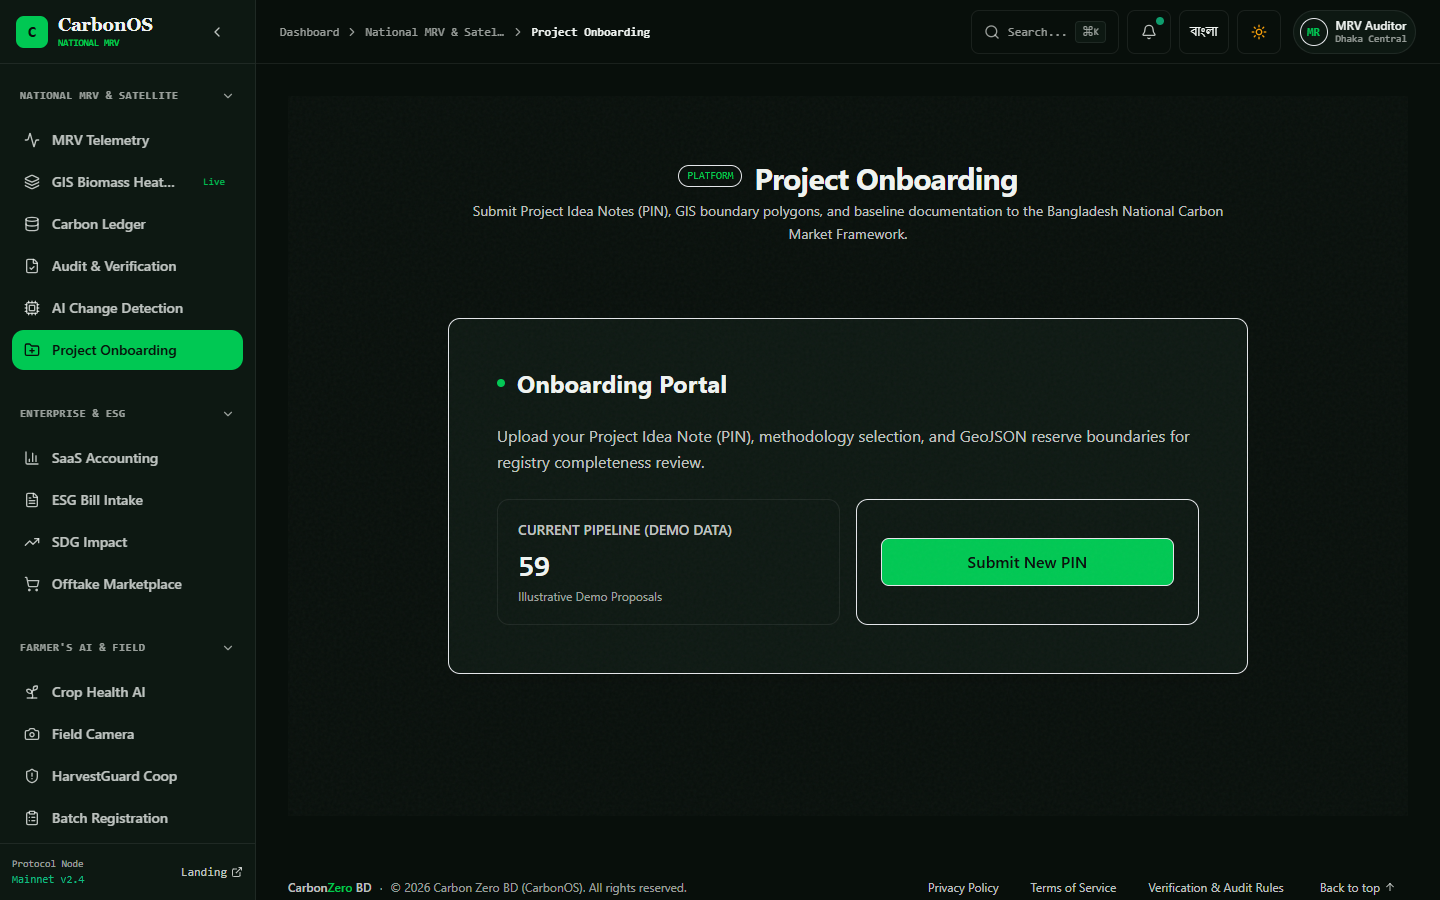 C
CarbonOS
NATIONAL MRV
Dashboard > National MRV & Satel… > Project Onboarding
Search... ⌘K
বাংলা
MR
MRV Auditor
Dhaka Central
NATIONAL MRV & SATELLITE
MRV Telemetry
GIS Biomass Heat... Live
Carbon Ledger
Audit & Verification
AI Change Detection
Project Onboarding
ENTERPRISE & ESG
SaaS Accounting
ESG Bill Intake
SDG Impact
Offtake Marketplace
FARMER'S AI & FIELD
Crop Health AI
Field Camera
HarvestGuard Coop
Batch Registration
Protocol Node
Mainnet v2.4
Landing
PLATFORM Project Onboarding
Submit Project Idea Notes (PIN), GIS boundary polygons, and baseline documentation to the Bangladesh National Carbon
Market Framework.
Onboarding Portal
Upload your Project Idea Note (PIN), methodology selection, and GeoJSON reserve boundaries for
registry completeness review.
CURRENT PIPELINE (DEMO DATA)
59
Illustrative Demo Proposals
Submit New PIN
CarbonZero BD · © 2026 Carbon Zero BD (CarbonOS). All rights reserved.
Privacy Policy Terms of Service Verification & Audit Rules Back to top ↑